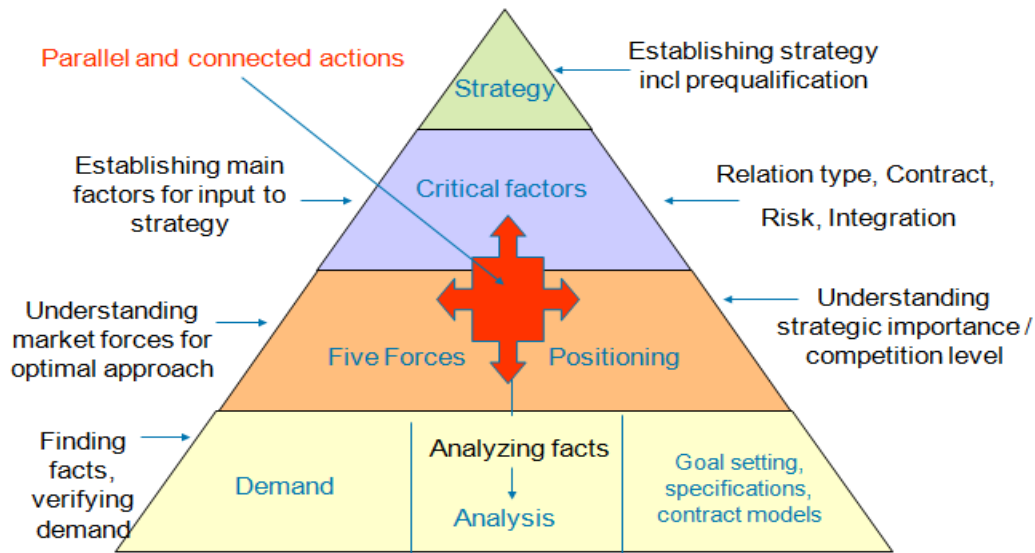 Parallel and connected actions
Establishing strategy
incl prequalification
Strategy
Establishing main
factors for input to
strategy
Critical factors
Relation type, Contract,
Risk, Integration
Understanding
market forces for
optimal approach
Five Forces
Positioning
Understanding
strategic importance /
competition level
Finding
facts,
verifying
demand
Demand
Analyzing facts
Analysis
Goal setting,
specifications,
contract models